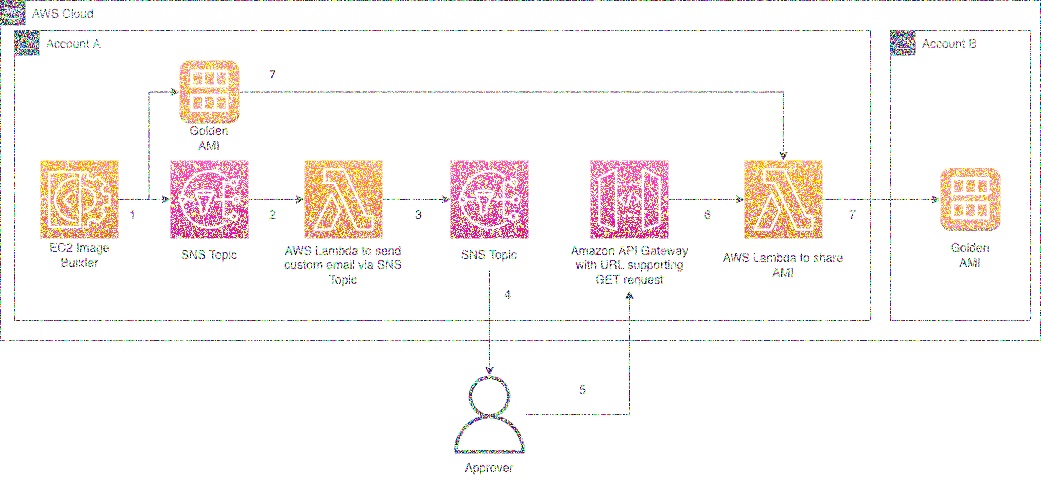 AWS Cloud
Account A
Account B
7
Golden
AMI
1
2
3
6
7
EC2 Image
Builder
SNS Topic
AWS Lambda to send
custom email via SNS
Topic
SNS Topic
Amazon API Gateway
with URL supporting
GET request
AWS Lambda to share
AMI
Golden
AMI
4
5
Approver